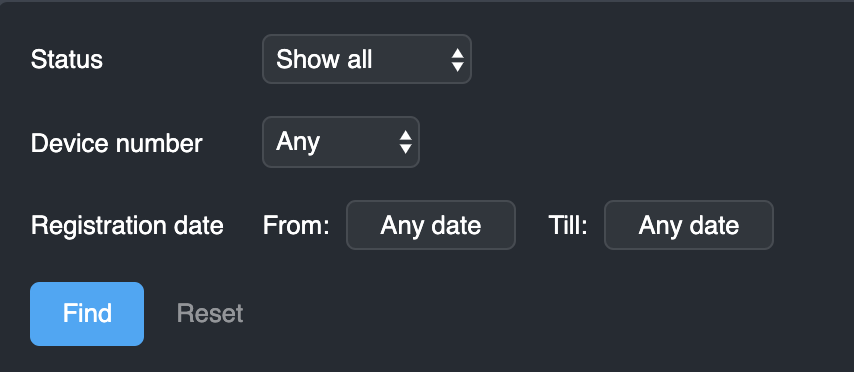 Status Show all
Device number Any
Registration date From: Any date Till: Any date
Find Reset